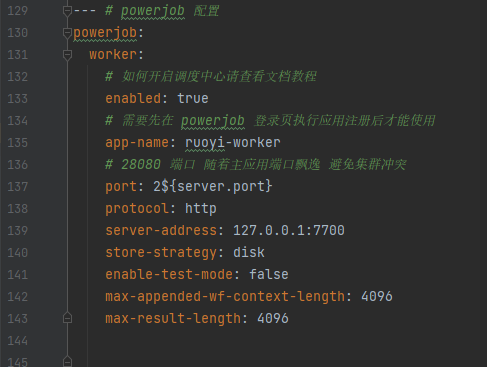 129 --- # powerjob 配置
130 powerjob:
131 worker:
132 # 如何开启调度中心请查看文档教程
133 enabled: true
134 # 需要先在 powerjob 登录页执行应用注册后才能使用
135 app-name: ruoyi-worker
136 # 28080 端口 随着主应用端口飘逸 避免集群冲突
137 port: 2${server.port}
138 protocol: http
139 server-address: 127.0.0.1:7700
140 store-strategy: disk
141 enable-test-mode: false
142 max-appended-wf-context-length: 4096
143 max-result-length: 4096
144
145